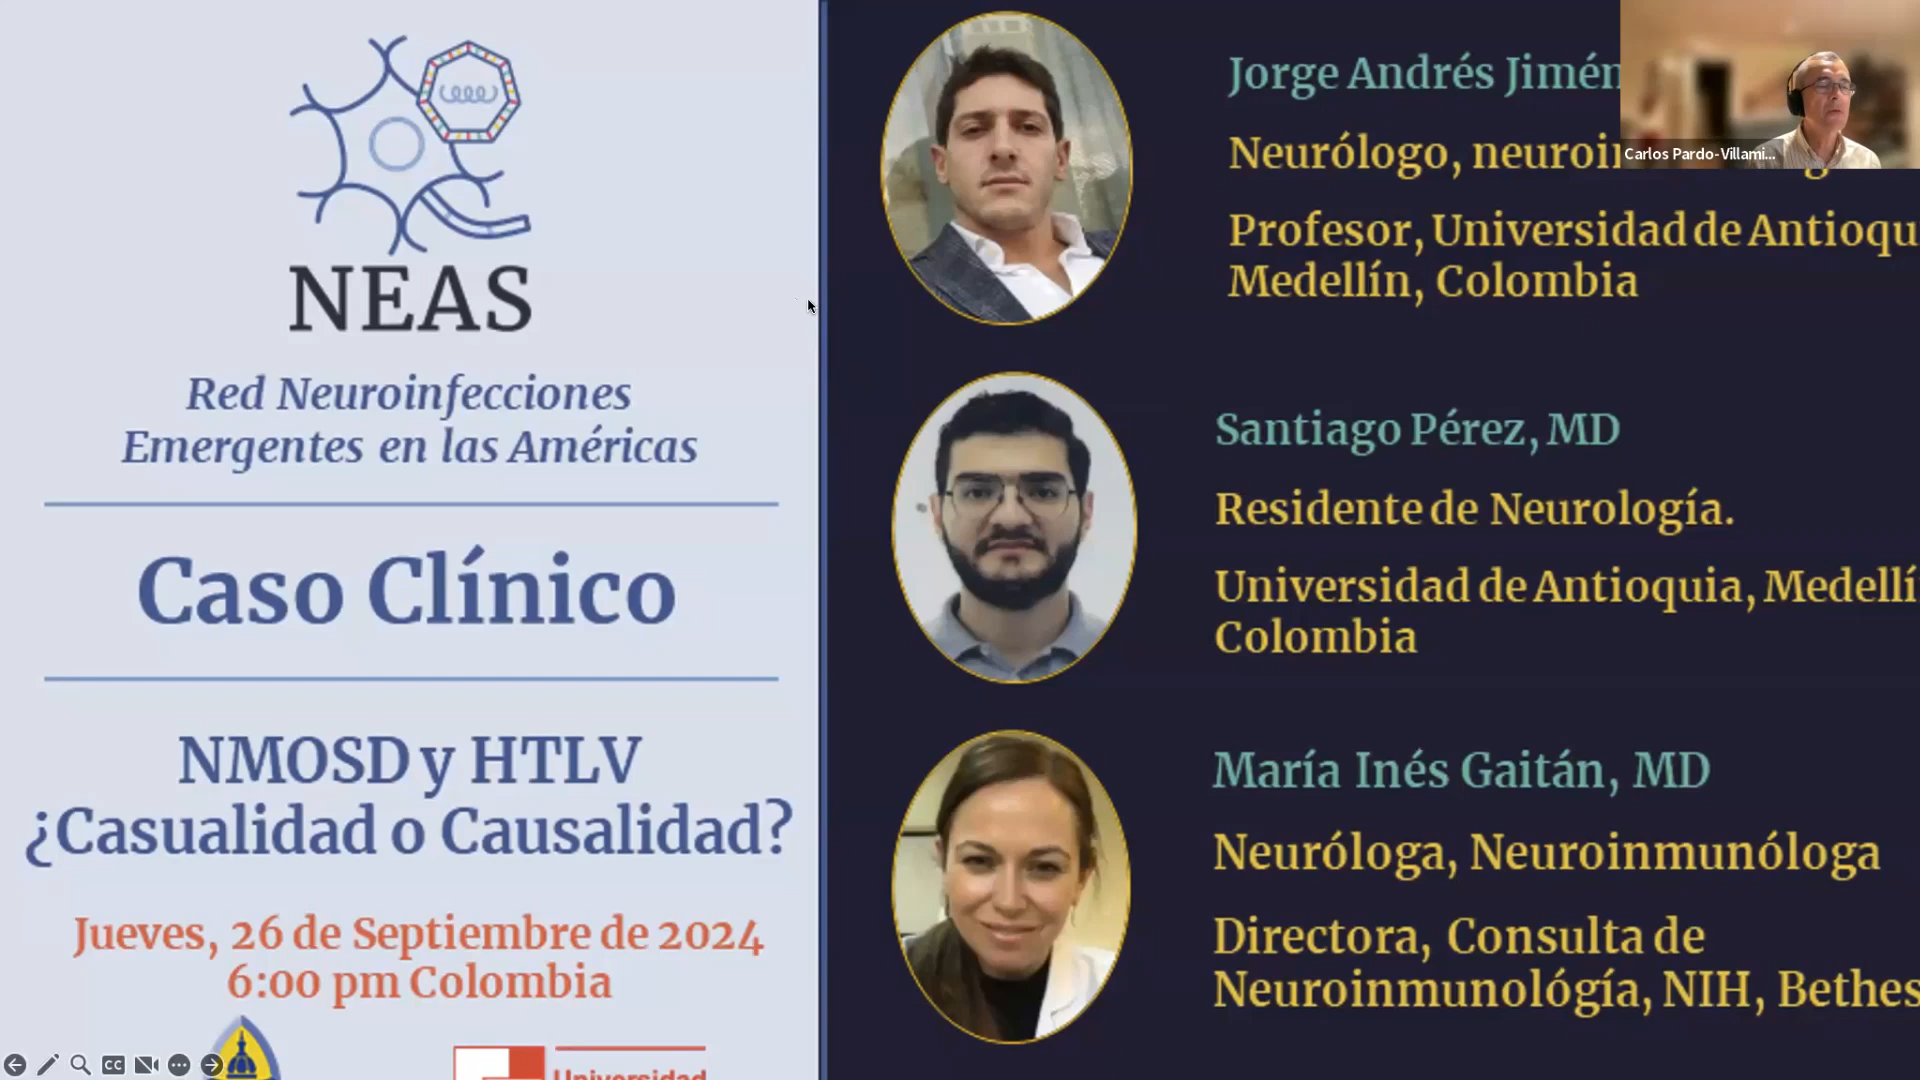 NEAS
Red Neuroinfecciones
Emergentes en las Américas
Caso Clínico
NMOSD y HTLV
¿Casualidad o Causalidad?
Jueves, 26 de Septiembre de 2024
6:00 pm Colombia
Universidad
Jorge Andrés Jimén
Neurólogo, neuroin
Profesor, Universidad de Antioqu
Medellín, Colombia
Santiago Pérez, MD
Residente de Neurología.
Universidad de Antioquia, Medellí
Colombia
María Inés Gaitán, MD
Neuróloga, Neuroinmunóloga
Directora, Consulta de
Neuroinmunológía, NIH, Bethes
Carlos Pardo-Villami...
CC